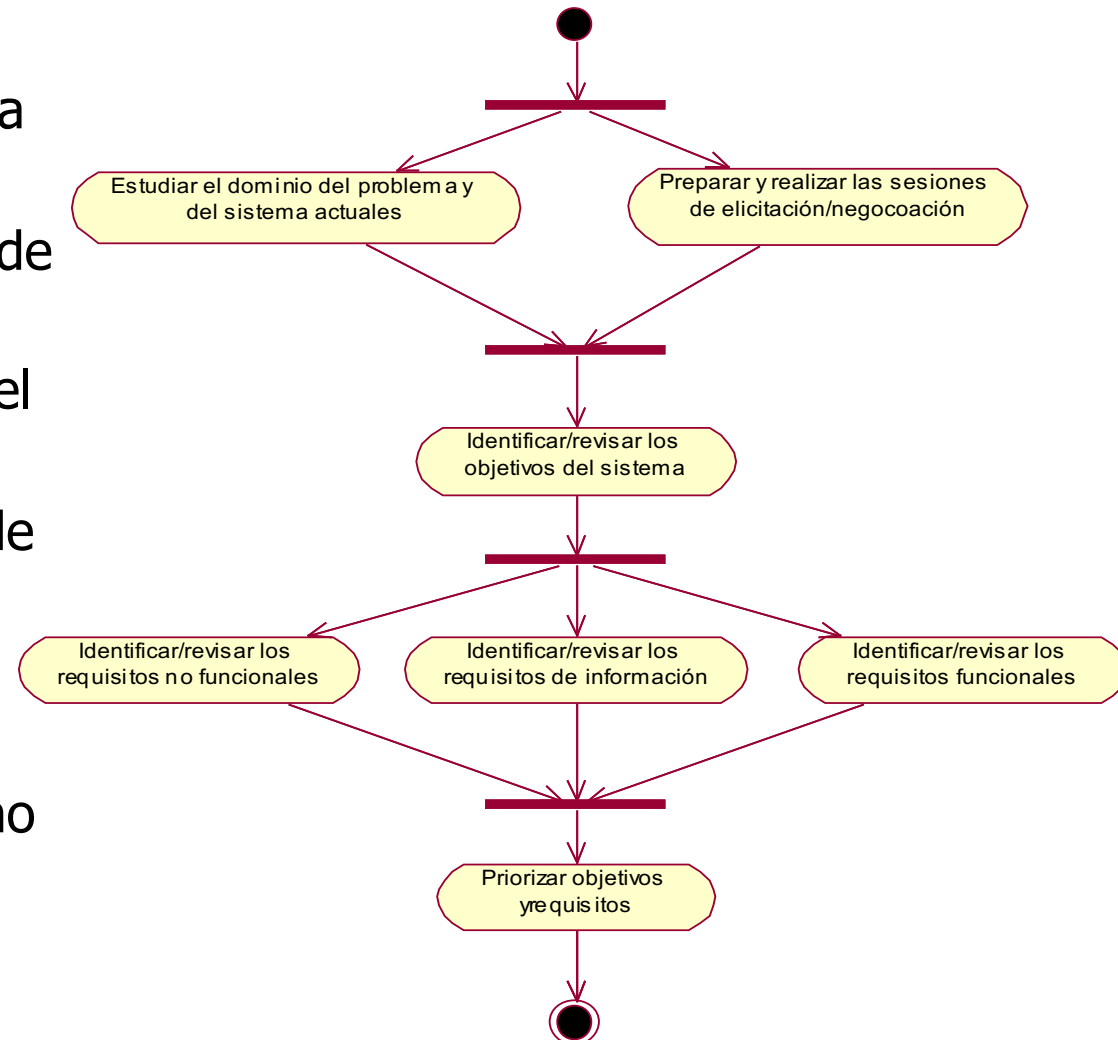 a
Estudiar el dominio del problema y
del sistema actuales
Preparar y realizar las sesiones
de elicitación/negocoación
de
el
Identificar/revisar los
objetivos del sistema
de
Identificar/revisar los
requisitos no funcionales
Identificar/revisar los
requisitos de información
Identificar/revisar los
requisitos funcionales
no
Priorizar objetivos
yrequisitos